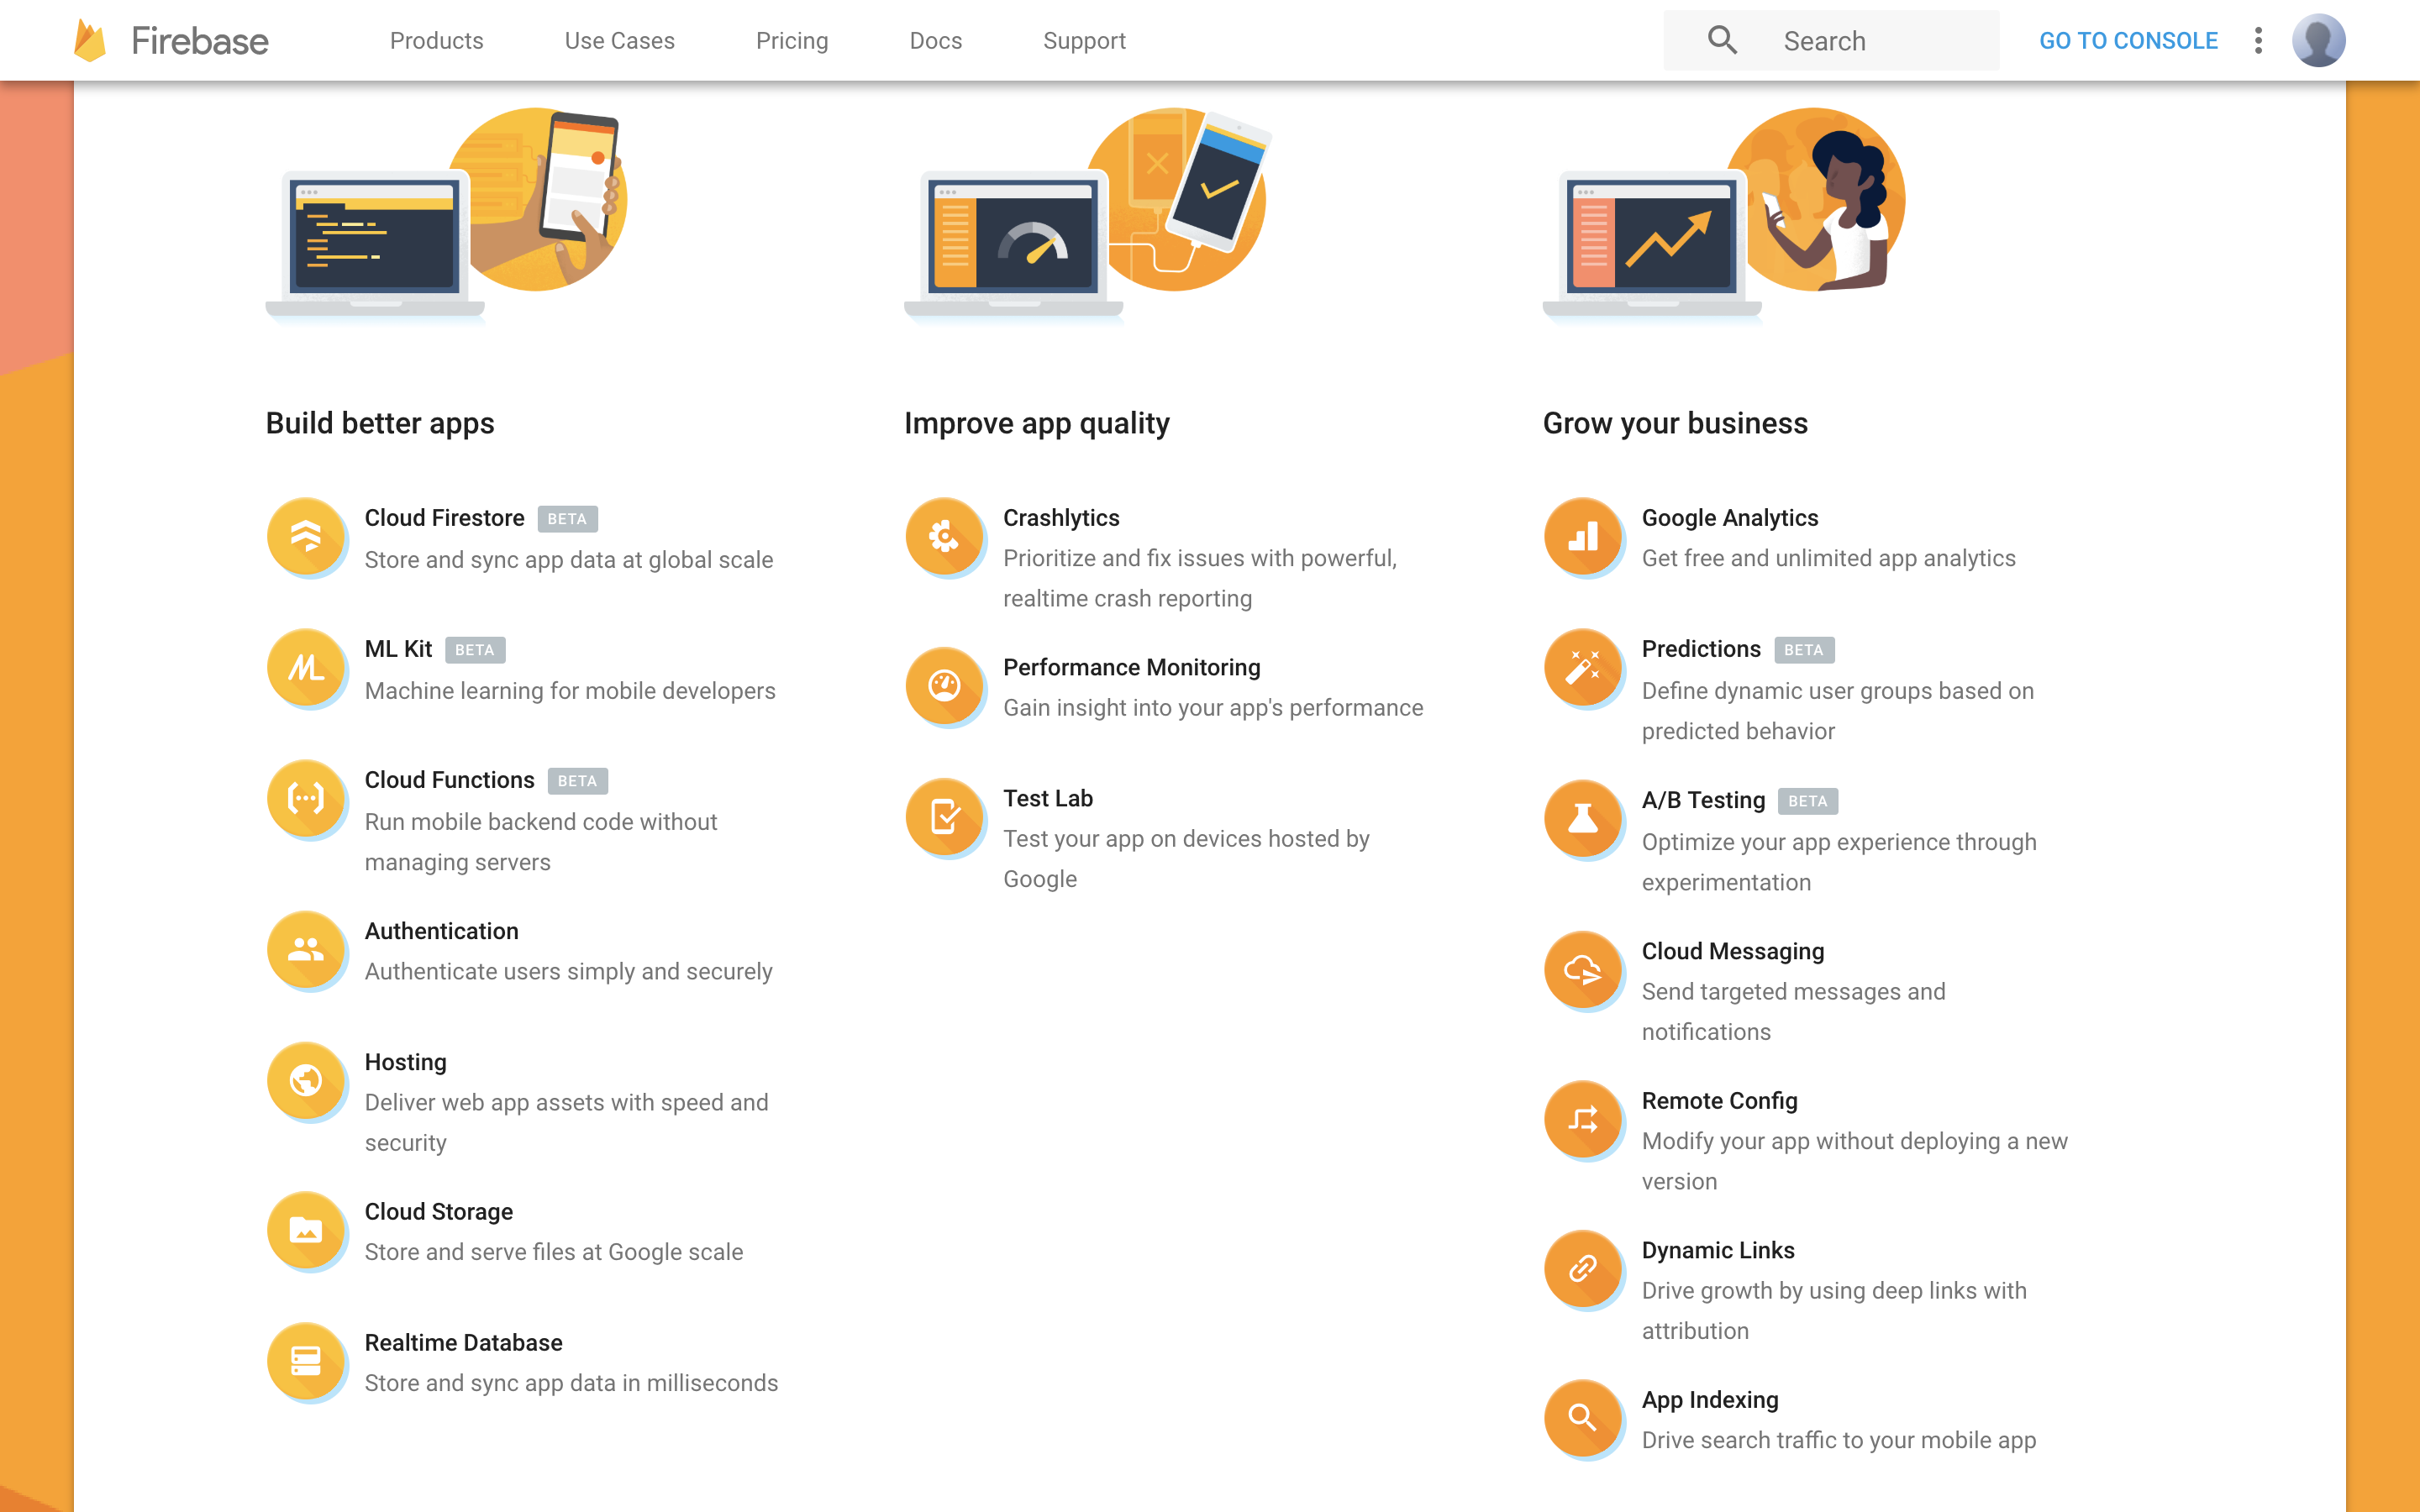 Firebase
Products
Use Cases
Pricing
Docs
Support
Search
GO TO CONSOLE
Build better apps
Cloud Firestore BETA
Store and sync app data at global scale
ML Kit BETA
Machine learning for mobile developers
Cloud Functions BETA
Run mobile backend code without
managing servers
Authentication
Authenticate users simply and securely
Hosting
Deliver web app assets with speed and
security
Cloud Storage
Store and serve files at Google scale
Realtime Database
Store and sync app data in milliseconds
Improve app quality
Crashlytics
Prioritize and fix issues with powerful,
realtime crash reporting
Performance Monitoring
Gain insight into your app's performance
Test Lab
Test your app on devices hosted by
Google
Grow your business
Google Analytics
Get free and unlimited app analytics
Predictions BETA
Define dynamic user groups based on
predicted behavior
A/B Testing BETA
Optimize your app experience through
experimentation
Cloud Messaging
Send targeted messages and
notifications
Remote Config
Modify your app without deploying a new
version
Dynamic Links
Drive growth by using deep links with
attribution
App Indexing
Drive search traffic to your mobile app
ML